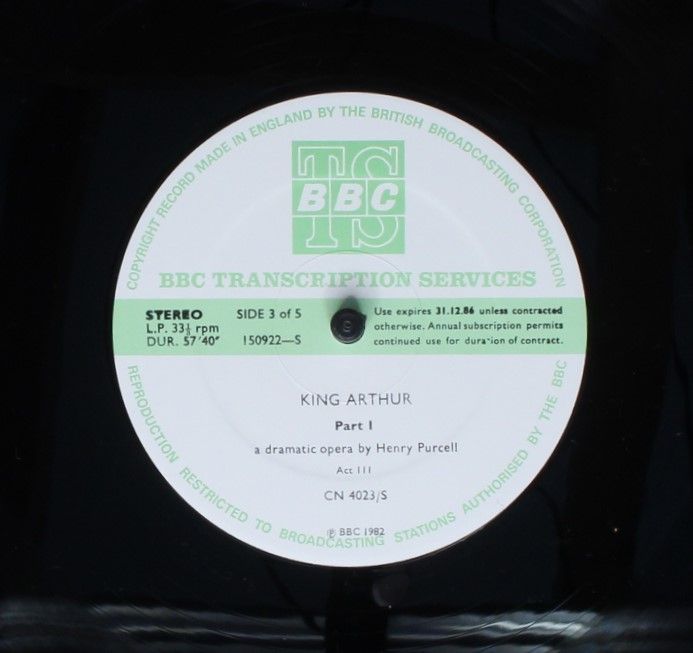 COPYRIGHT RECORD MADE IN ENGLAND BY THE BRITISH BROADCASTING CORPORATION
TS
BBC
BBC TRANSCRIPTION SERVICES
STEREO
L.P. 33⅓ rpm
DUR. 57'40"
SIDE 3 of 5
150922—S
Use expires 31.12.86 unless contracted
otherwise. Annual subscription permits
continued use for duration of contract.
KING ARTHUR
Part I
a dramatic opera by Henry Purcell
Act III
CN 4023/S
℗ BBC 1982
REPRODUCTION RESTRICTED TO BROADCASTING STATIONS AUTHORISED BY THE BBC